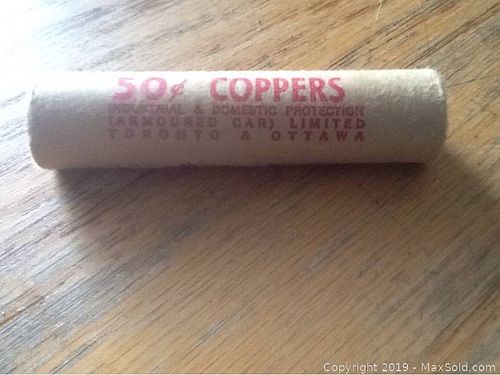 50¢ COPPERS
INDUSTRIAL & DOMESTIC PROTECTION
(ARMOURED CAR) LIMITED
TORONTO & OTTAWA
Copyright 2019 - MaxSold.com